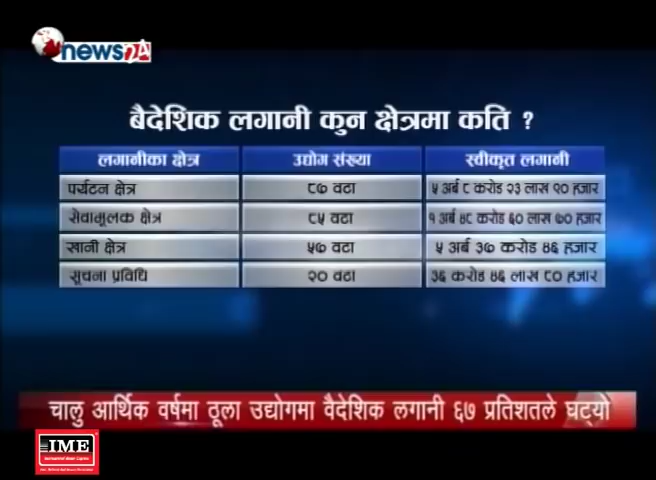 news24
बैदेशिक लगानी कुन क्षेत्रमा कति ?
लगानीका क्षेत्र उद्योग संख्या स्वीकृत लगानी
पर्यटन क्षेत्र ८७ वटा ५ अर्ब ८ करोड २३ लाख १० हजार
सेवामूलक क्षेत्र ८५ वटा १ अर्ब ४८ करोड ६० लाख ७० हजार
खानी क्षेत्र ५७ वटा ५ अर्ब ३७ करोड ४६ हजार
सूचना प्रविधि २० वटा ३६ करोड ४६ लाख ८० हजार
चालु आर्थिक वर्षमा ठूला उद्योगमा वैदेशिक लगानी ६७ प्रतिशतले घट्यो
IME